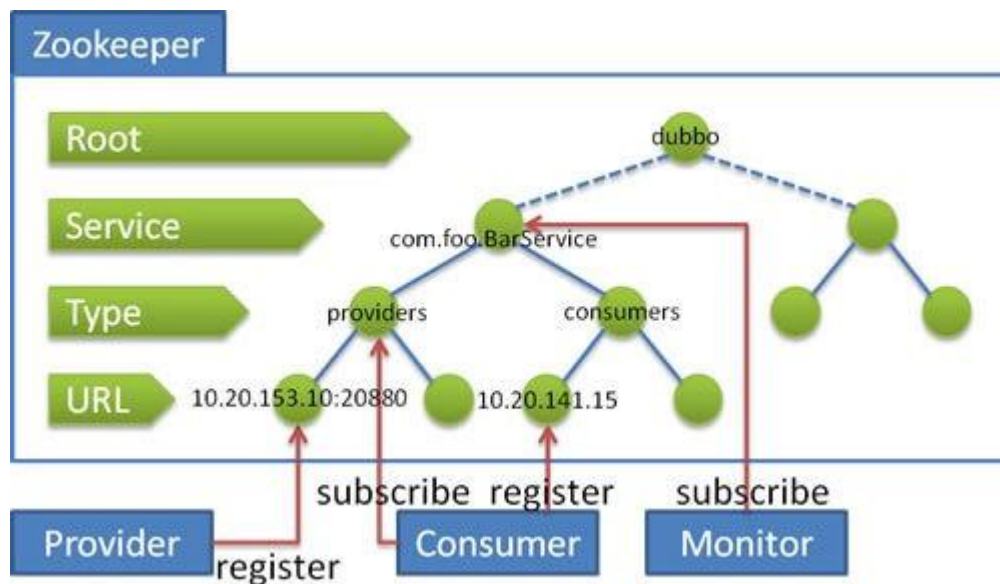 Zookeeper
Root
dubbo
Service
com.foo.BarService
Type
providers
consumers
URL
10.20.153.10:20880
10.20.141.15
subscribe
register
subscribe
Provider
register
Consumer
Monitor